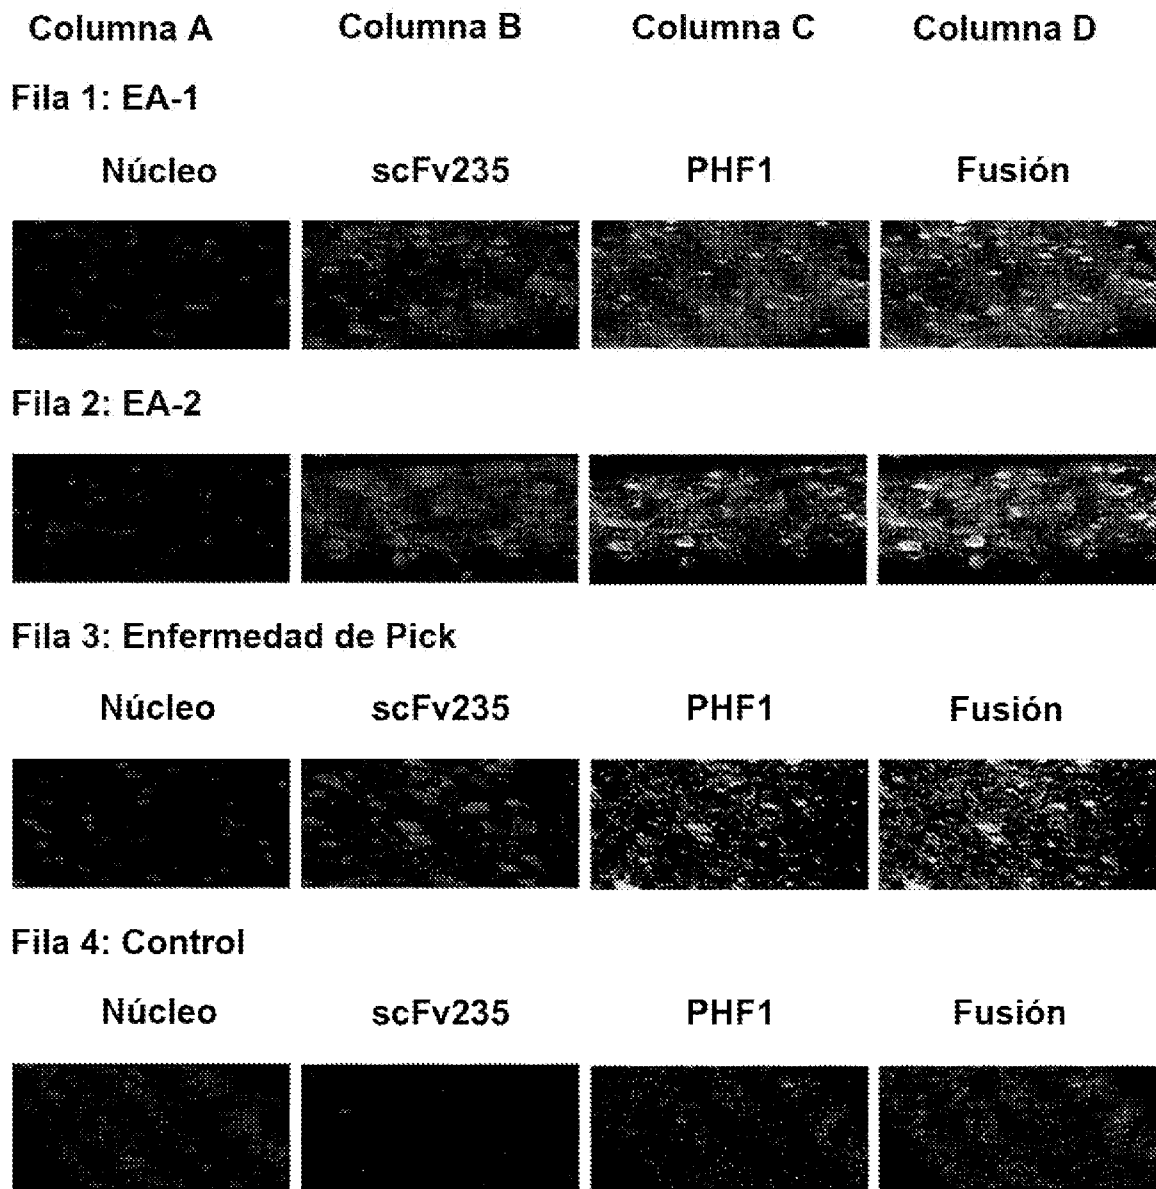 Columna A Columna B Columna C Columna D
Fila 1: EA-1
Núcleo scFv235 PHF1 Fusión
Fila 2: EA-2
Fila 3: Enfermedad de Pick
Núcleo scFv235 PHF1 Fusión
Fila 4: Control
Núcleo scFv235 PHF1 Fusión